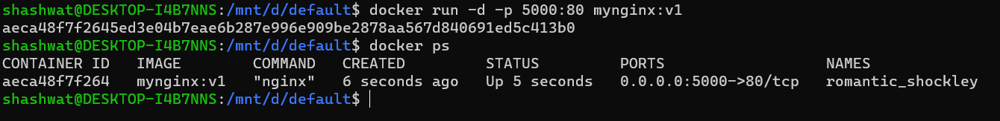 shashwat@DESKTOP-I4B7NNS:/mnt/d/default$ docker run -d -p 5000:80 mynginx:v1
aeca48f7f2645ed3e04b7eae6b287e996e909be2878aa567d840691ed5c413b0
shashwat@DESKTOP-I4B7NNS:/mnt/d/default$ docker ps
CONTAINER ID   IMAGE        COMMAND   CREATED         STATUS         PORTS                  NAMES
aeca48f7f264   mynginx:v1   "nginx"   6 seconds ago   Up 5 seconds   0.0.0.0:5000->80/tcp   romantic_shockley
shashwat@DESKTOP-I4B7NNS:/mnt/d/default$